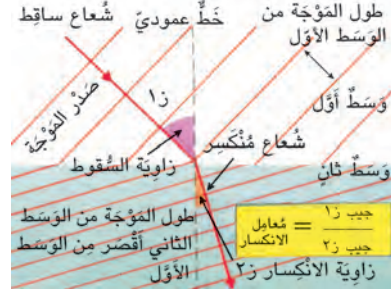 طول المَوْجَة من
الوَسط الأوّل
خَطٌّ عموديّ
شُعاع ساقِط
صَدْر المَوْجَة
ز١
وَسَطٌ أوَّل
شُعاع مُنْكَسِر
زاوِيَة السُّقوط
وَسَطٌ ثانٍ
طول المَوْجَة من الوَسَط
الثاني أقْصَر مِن الوَسَط
الأوَّل
مُعامِل الانكسار = جيب ز١ / جيب ز٢
زاوِيَة الانْكِسار ز٢